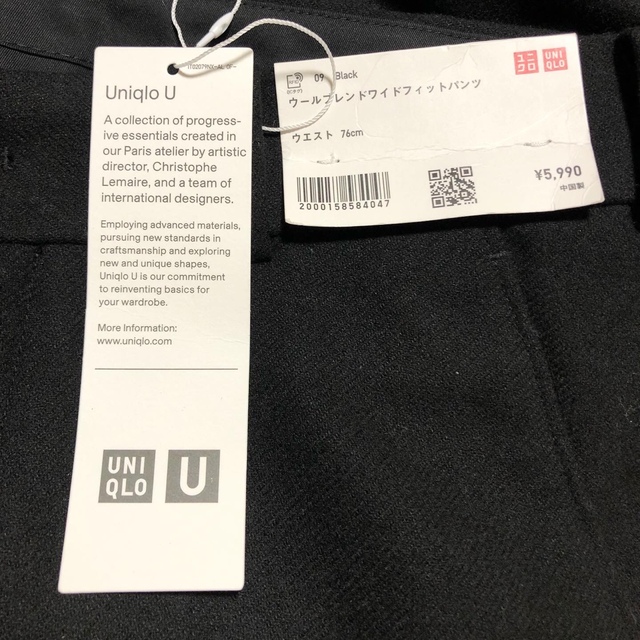 Uniqlo U
A collection of progress-
ive essentials created in
our Paris atelier by artistic
director, Christophe
Lemaire, and a team of
international designers.
Employing advanced materials,
pursuing new standards in
craftsmanship and exploring
new and unique shapes,
Uniqlo U is our commitment
to reinventing basics for
your wardrobe.
More Information:
www.uniqlo.com
UNI
QLO
U
09 Black
ウールブレンドワイドフィットパンツ
ウエスト 76cm
2000158584047
ユニ
クロ
UNI
QLO
¥5,990
中国製